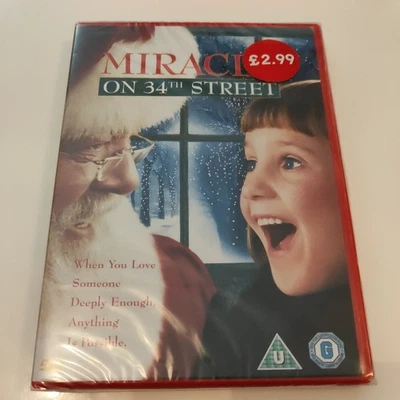 MIRACL
£2.99
ON 34TH STREET
When You Love
Someone
Deeply Enough,
Anything
Is Possible.
U
G